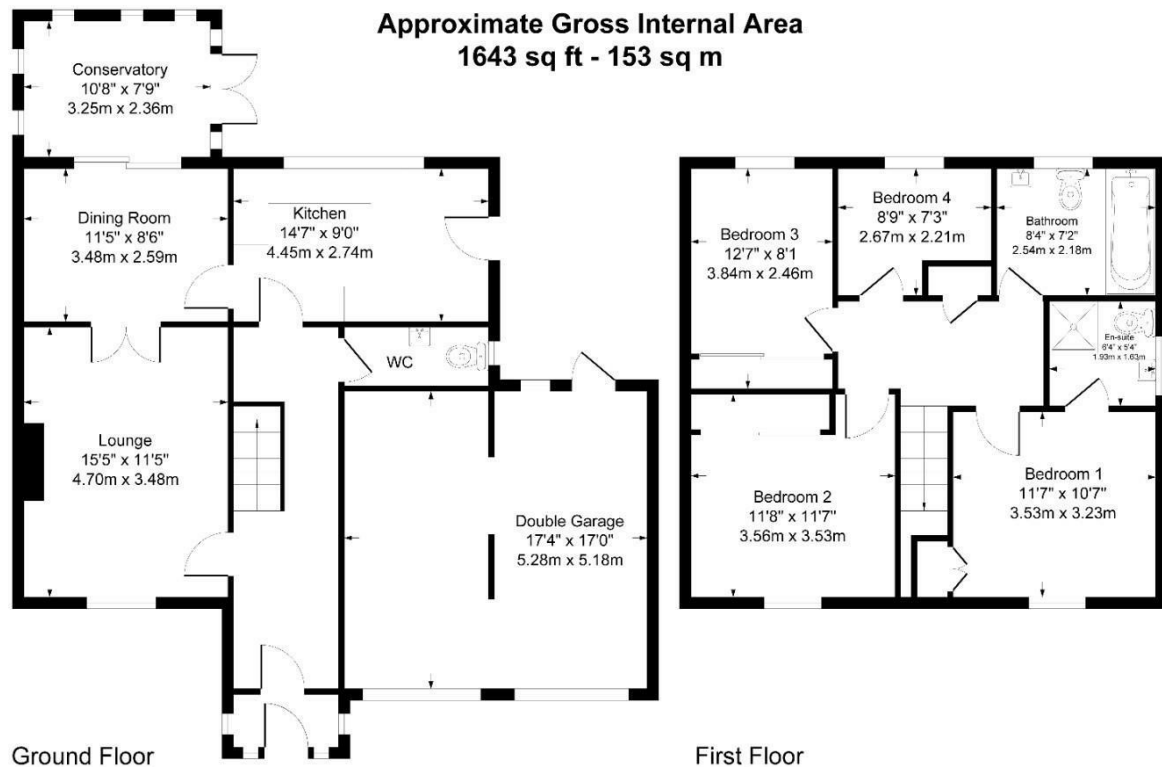 Approximate Gross Internal Area
1643 sq ft - 153 sq m
Conservatory
10'8" x 7'9"
3.25m x 2.36m
Dining Room
11'5" x 8'6"
3.48m x 2.59m
Kitchen
14'7" x 9'0"
4.45m x 2.74m
WC
Lounge
15'5" x 11'5"
4.70m x 3.48m
Double Garage
17'4" x 17'0"
5.28m x 5.18m
Ground Floor
Bedroom 3
12'7" x 8'1
3.84m x 2.46m
Bedroom 4
8'9" x 7'3"
2.67m x 2.21m
Bathroom
8'4" x 7'2"
2.54m x 2.18m
En-suite
6'4" x 5'4"
1.93m x 1.63m
Bedroom 2
11'8" x 11'7"
3.56m x 3.53m
Bedroom 1
11'7" x 10'7"
3.53m x 3.23m
First Floor